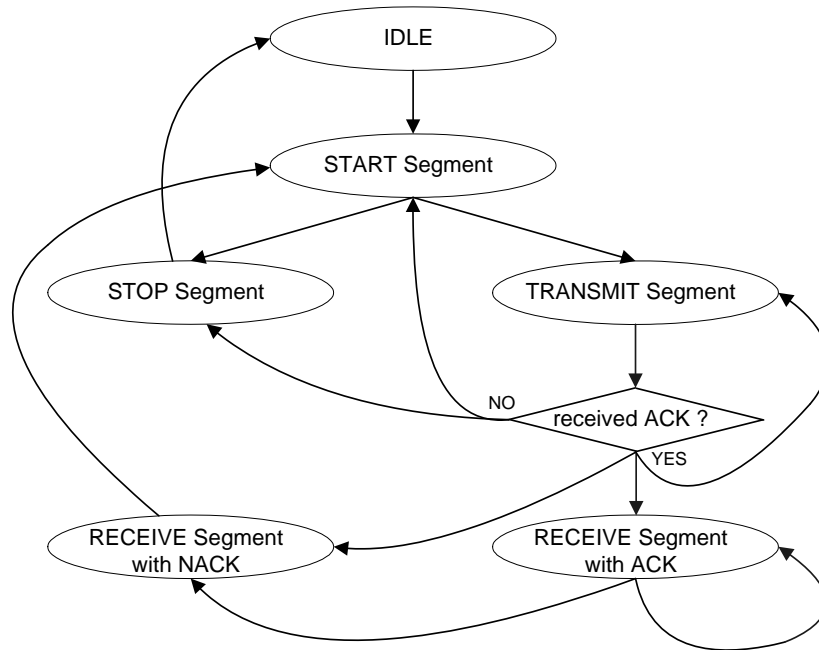 IDLE
START Segment
STOP Segment
TRANSMIT Segment
NO
received ACK ?
YES
RECEIVE Segment
with NACK
RECEIVE Segment
with ACK